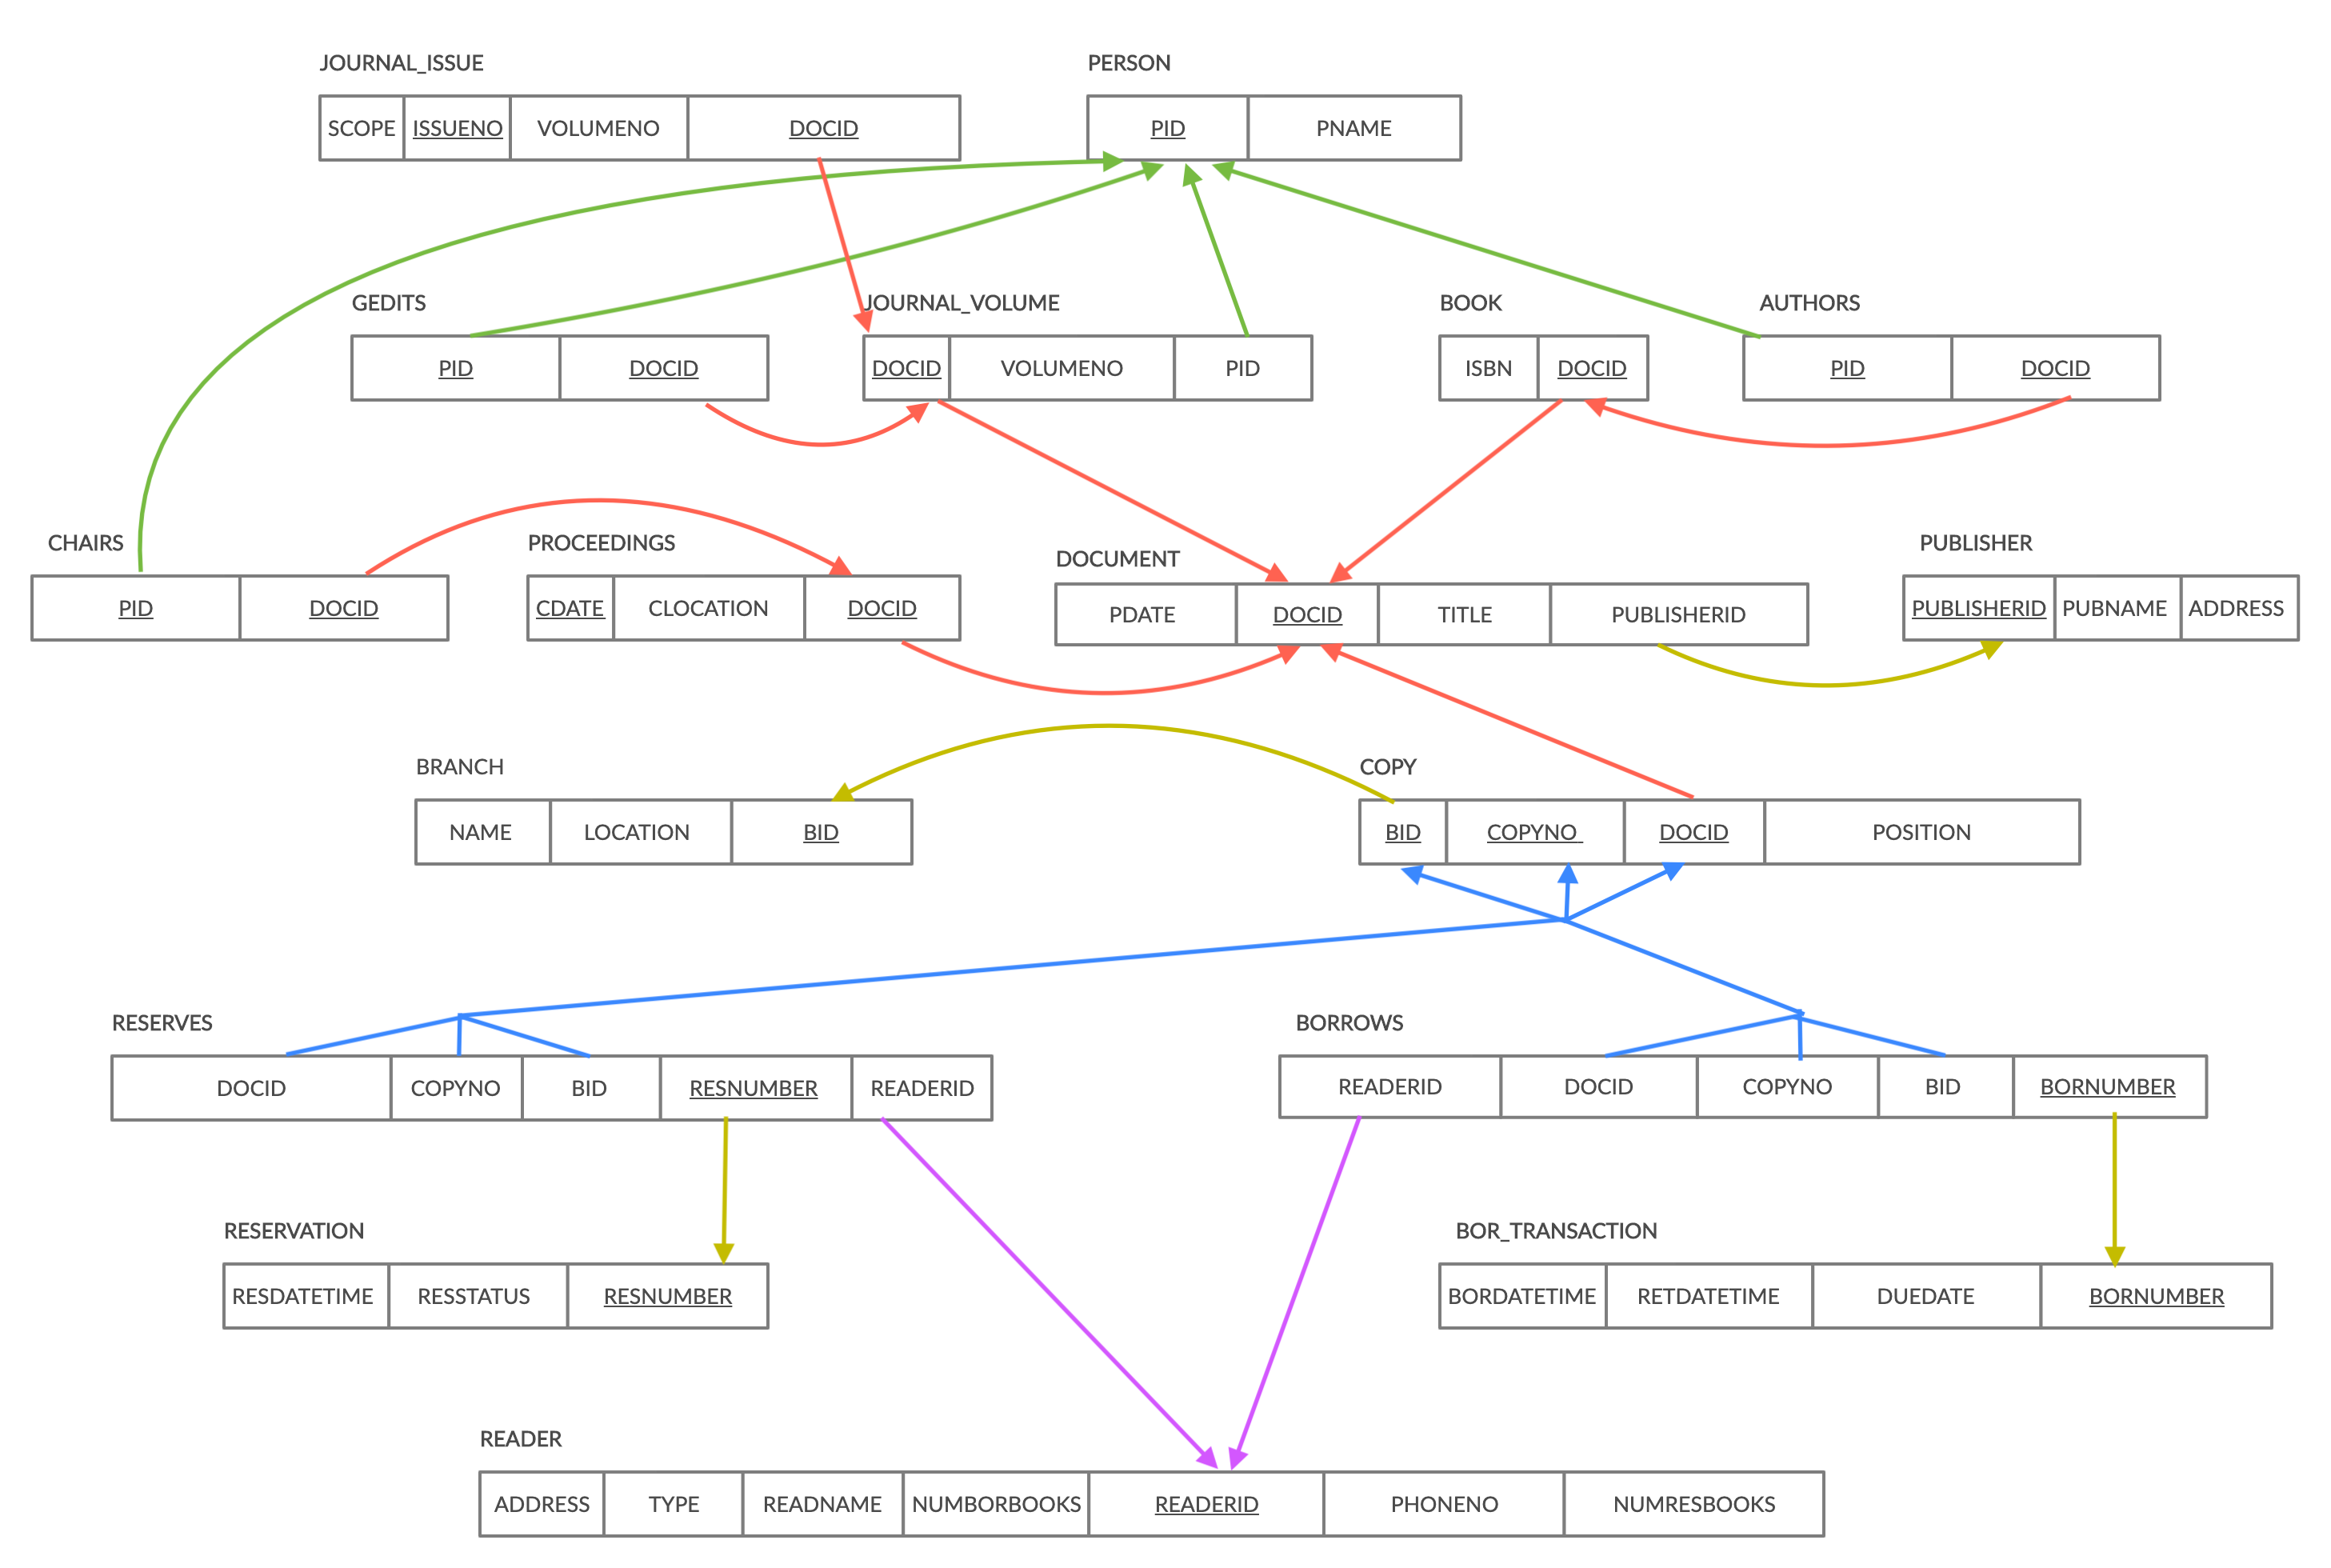 JOURNAL_ISSUE
SCOPE ISSUENO VOLUMENO DOCID
PERSON
PID PNAME
GEDITS
PID DOCID
JOURNAL_VOLUME
DOCID VOLUMENO PID
BOOK
ISBN DOCID
AUTHORS
PID DOCID
CHAIRS
PID DOCID
PROCEEDINGS
CDATE CLOCATION DOCID
DOCUMENT
PDATE DOCID TITLE PUBLISHERID
PUBLISHER
PUBLISHERID PUBNAME ADDRESS
BRANCH
NAME LOCATION BID
COPY
BID COPYNO DOCID POSITION
RESERVES
DOCID COPYNO BID RESNUMBER READERID
BORROWS
READERID DOCID COPYNO BID BORNUMBER
RESERVATION
RESDATETIME RESSTATUS RESNUMBER
BOR_TRANSACTION
BORDATETIME RETDATETIME DUEDATE BORNUMBER
READER
ADDRESS TYPE READNAME NUMBORBOOKS READERID PHONENO NUMRESBOOKS